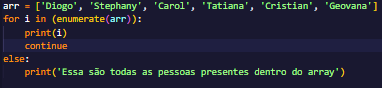 arr = ['Diogo', 'Stephany', 'Carol', 'Tatiana', 'Cristian', 'Geovana']
for i in (enumerate(arr)):
    print(i)
    continue
else:
    print('Essa são todas as pessoas presentes dentro do array')